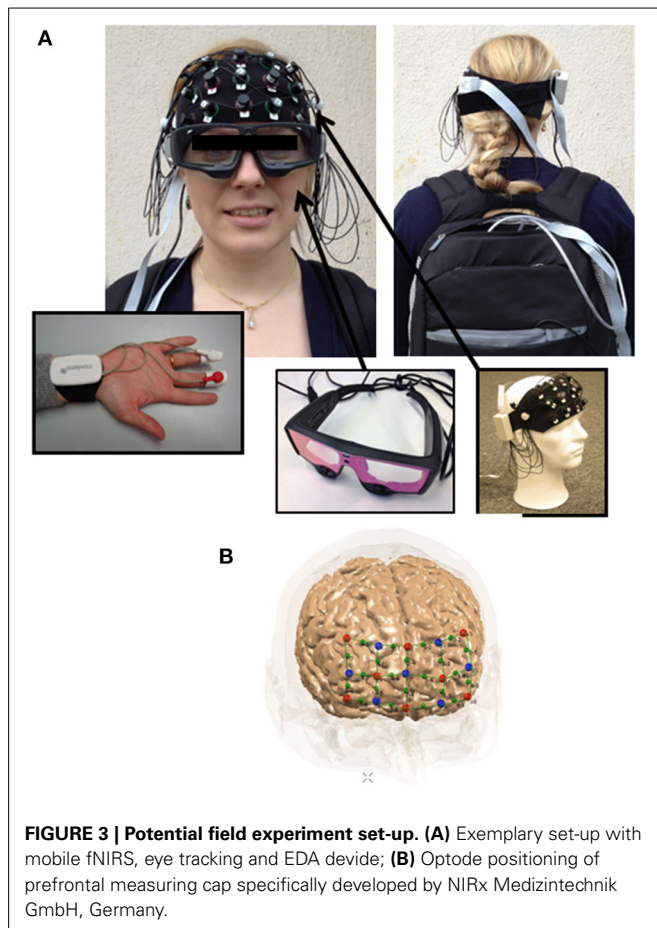 A
B
FIGURE 3 | Potential field experiment set-up. (A) Exemplary set-up with
mobile fNIRS, eye tracking and EDA devide; (B) Optode positioning of
prefrontal measuring cap specifically developed by NIRx Medizintechnik
GmbH, Germany.